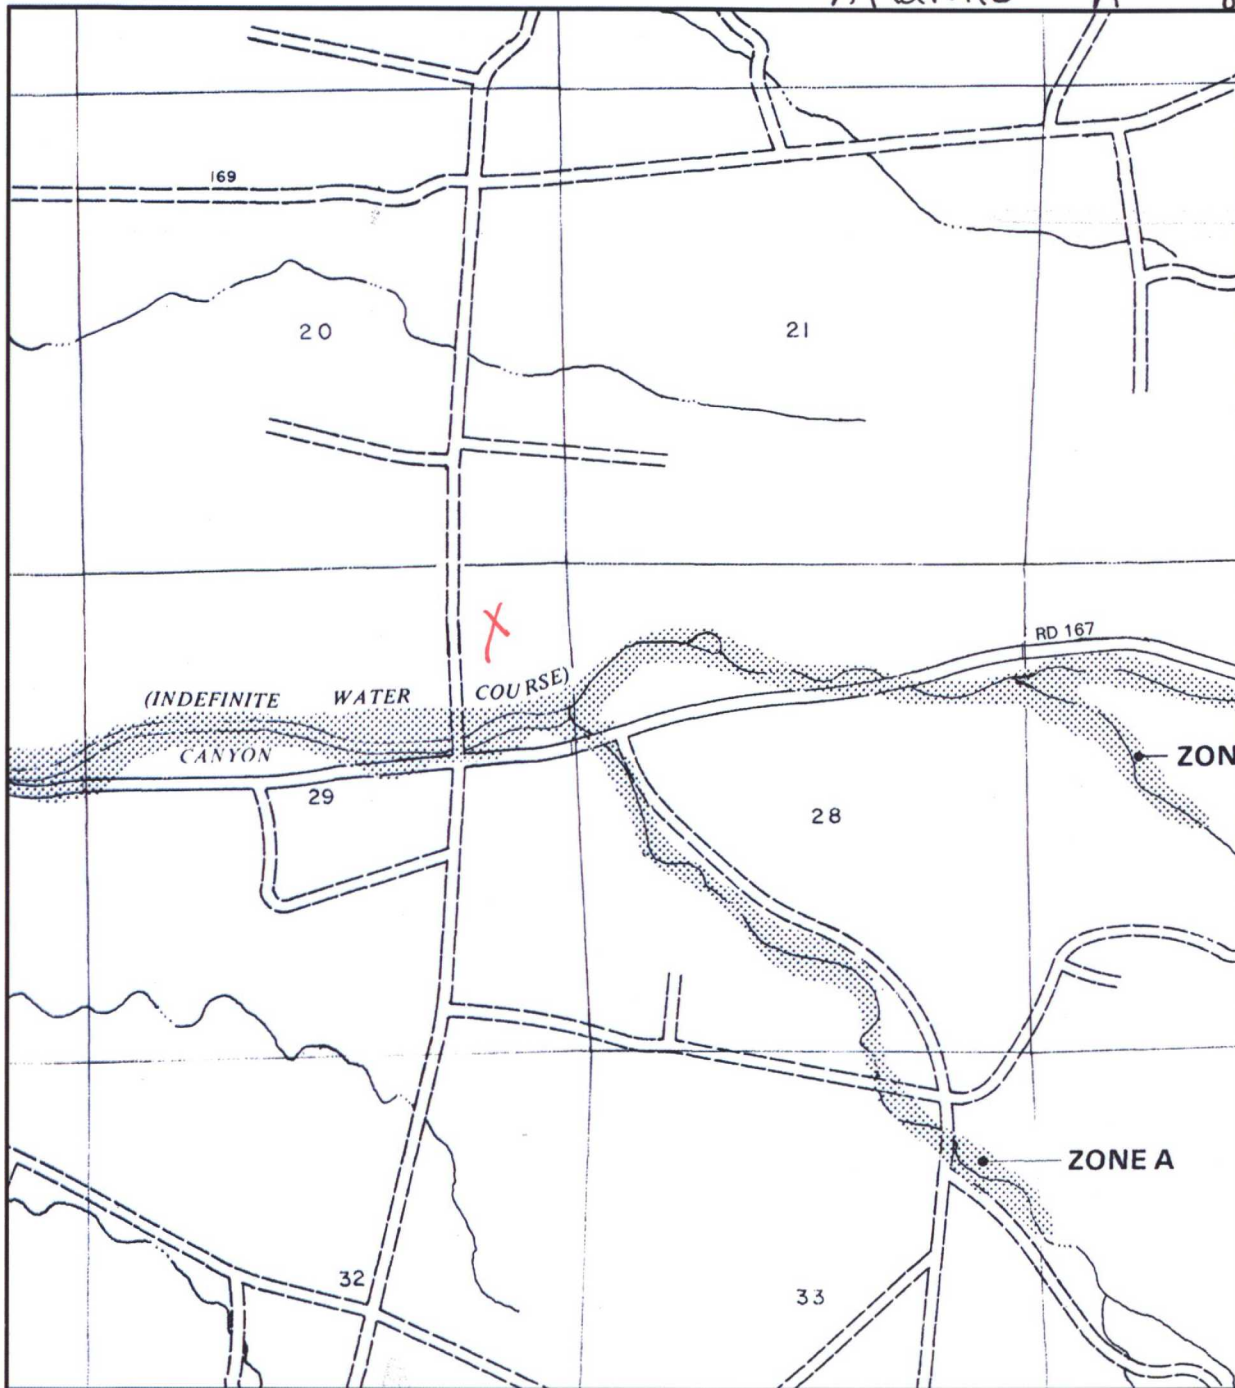 169
20
21
X
RD 167
(INDEFINITE WATER COURSE)
CANYON
ZON
29
28
ZONE A
32
33